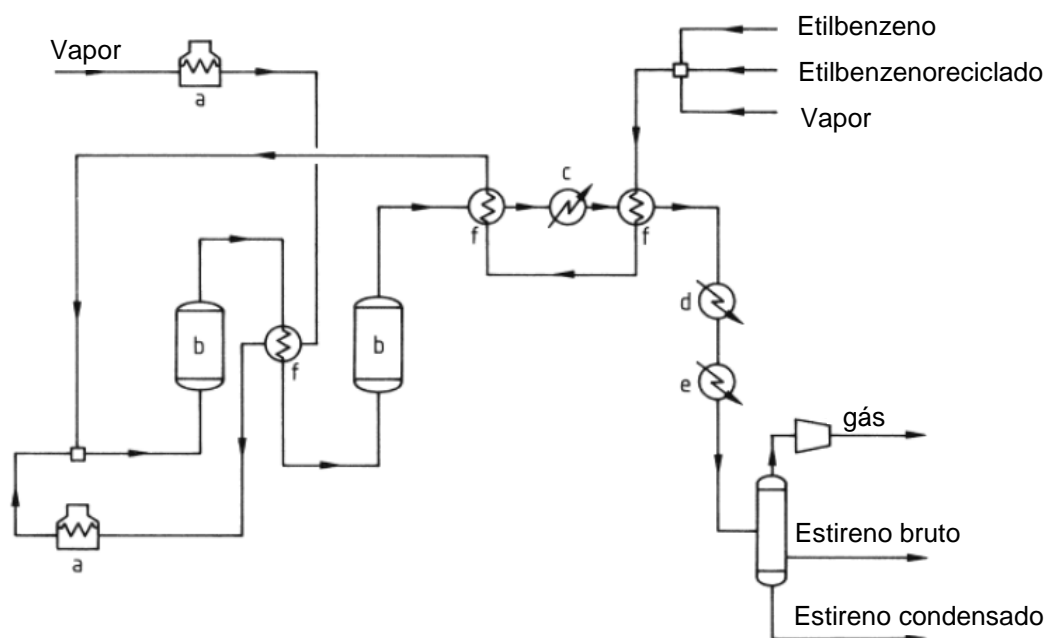 Etilbenzeno
Vapor
Etilbenzenoreciclado
a
Vapor
c
f
f
d
b
b
f
e
gás
Estireno bruto
a
Estireno condensado